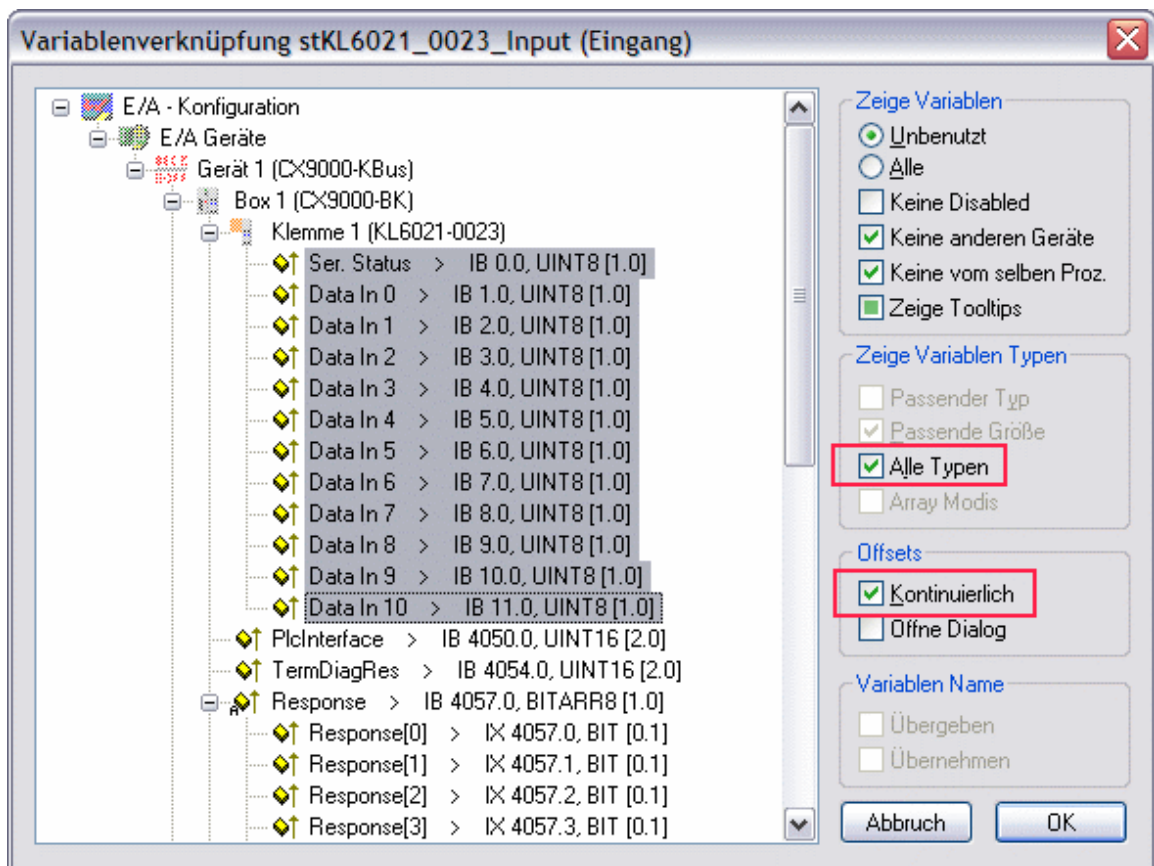 Variablenverknüpfung stKL6021_0023_Input (Eingang)
E/A - Konfiguration
E/A Geräte
Gerät 1 (CX9000-KBus)
Box 1 (CX9000-BK)
Klemme 1 (KL6021-0023)
Ser. Status > IB 0.0, UINT8 [1.0]
Data In 0 > IB 1.0, UINT8 [1.0]
Data In 1 > IB 2.0, UINT8 [1.0]
Data In 2 > IB 3.0, UINT8 [1.0]
Data In 3 > IB 4.0, UINT8 [1.0]
Data In 4 > IB 5.0, UINT8 [1.0]
Data In 5 > IB 6.0, UINT8 [1.0]
Data In 6 > IB 7.0, UINT8 [1.0]
Data In 7 > IB 8.0, UINT8 [1.0]
Data In 8 > IB 9.0, UINT8 [1.0]
Data In 9 > IB 10.0, UINT8 [1.0]
Data In 10 > IB 11.0, UINT8 [1.0]
PlcInterface > IB 4050.0, UINT16 [2.0]
TermDiagRes > IB 4054.0, UINT16 [2.0]
Response > IB 4057.0, BITARR8 [1.0]
Response[0] > IX 4057.0, BIT [0.1]
Response[1] > IX 4057.1, BIT [0.1]
Response[2] > IX 4057.2, BIT [0.1]
Response[3] > IX 4057.3, BIT [0.1]
Zeige Variablen
Unbenutzt
Alle
Keine Disabled
Keine anderen Geräte
Keine vom selben Proz.
Zeige Tooltips
Zeige Variablen Typen
Passender Typ
Passende Größe
Alle Typen
Array Modis
Offsets
Kontinuierlich
Öffne Dialog
Variablen Name
Übergeben
Übernehmen
Abbruch
OK